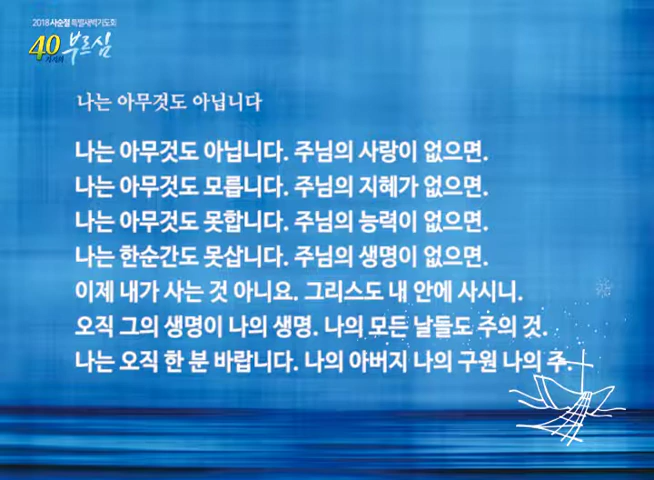 2018 사순절 특별새벽기도회
40가지의 부르심
나는 아무것도 아닙니다
나는 아무것도 아닙니다. 주님의 사랑이 없으면.
나는 아무것도 모릅니다. 주님의 지혜가 없으면.
나는 아무것도 못합니다. 주님의 능력이 없으면.
나는 한순간도 못삽니다. 주님의 생명이 없으면.
이제 내가 사는 것 아니요. 그리스도 내 안에 사시니.
오직 그의 생명이 나의 생명. 나의 모든 날들도 주의 것.
나는 오직 한 분 바랍니다. 나의 아버지 나의 구원 나의 주.